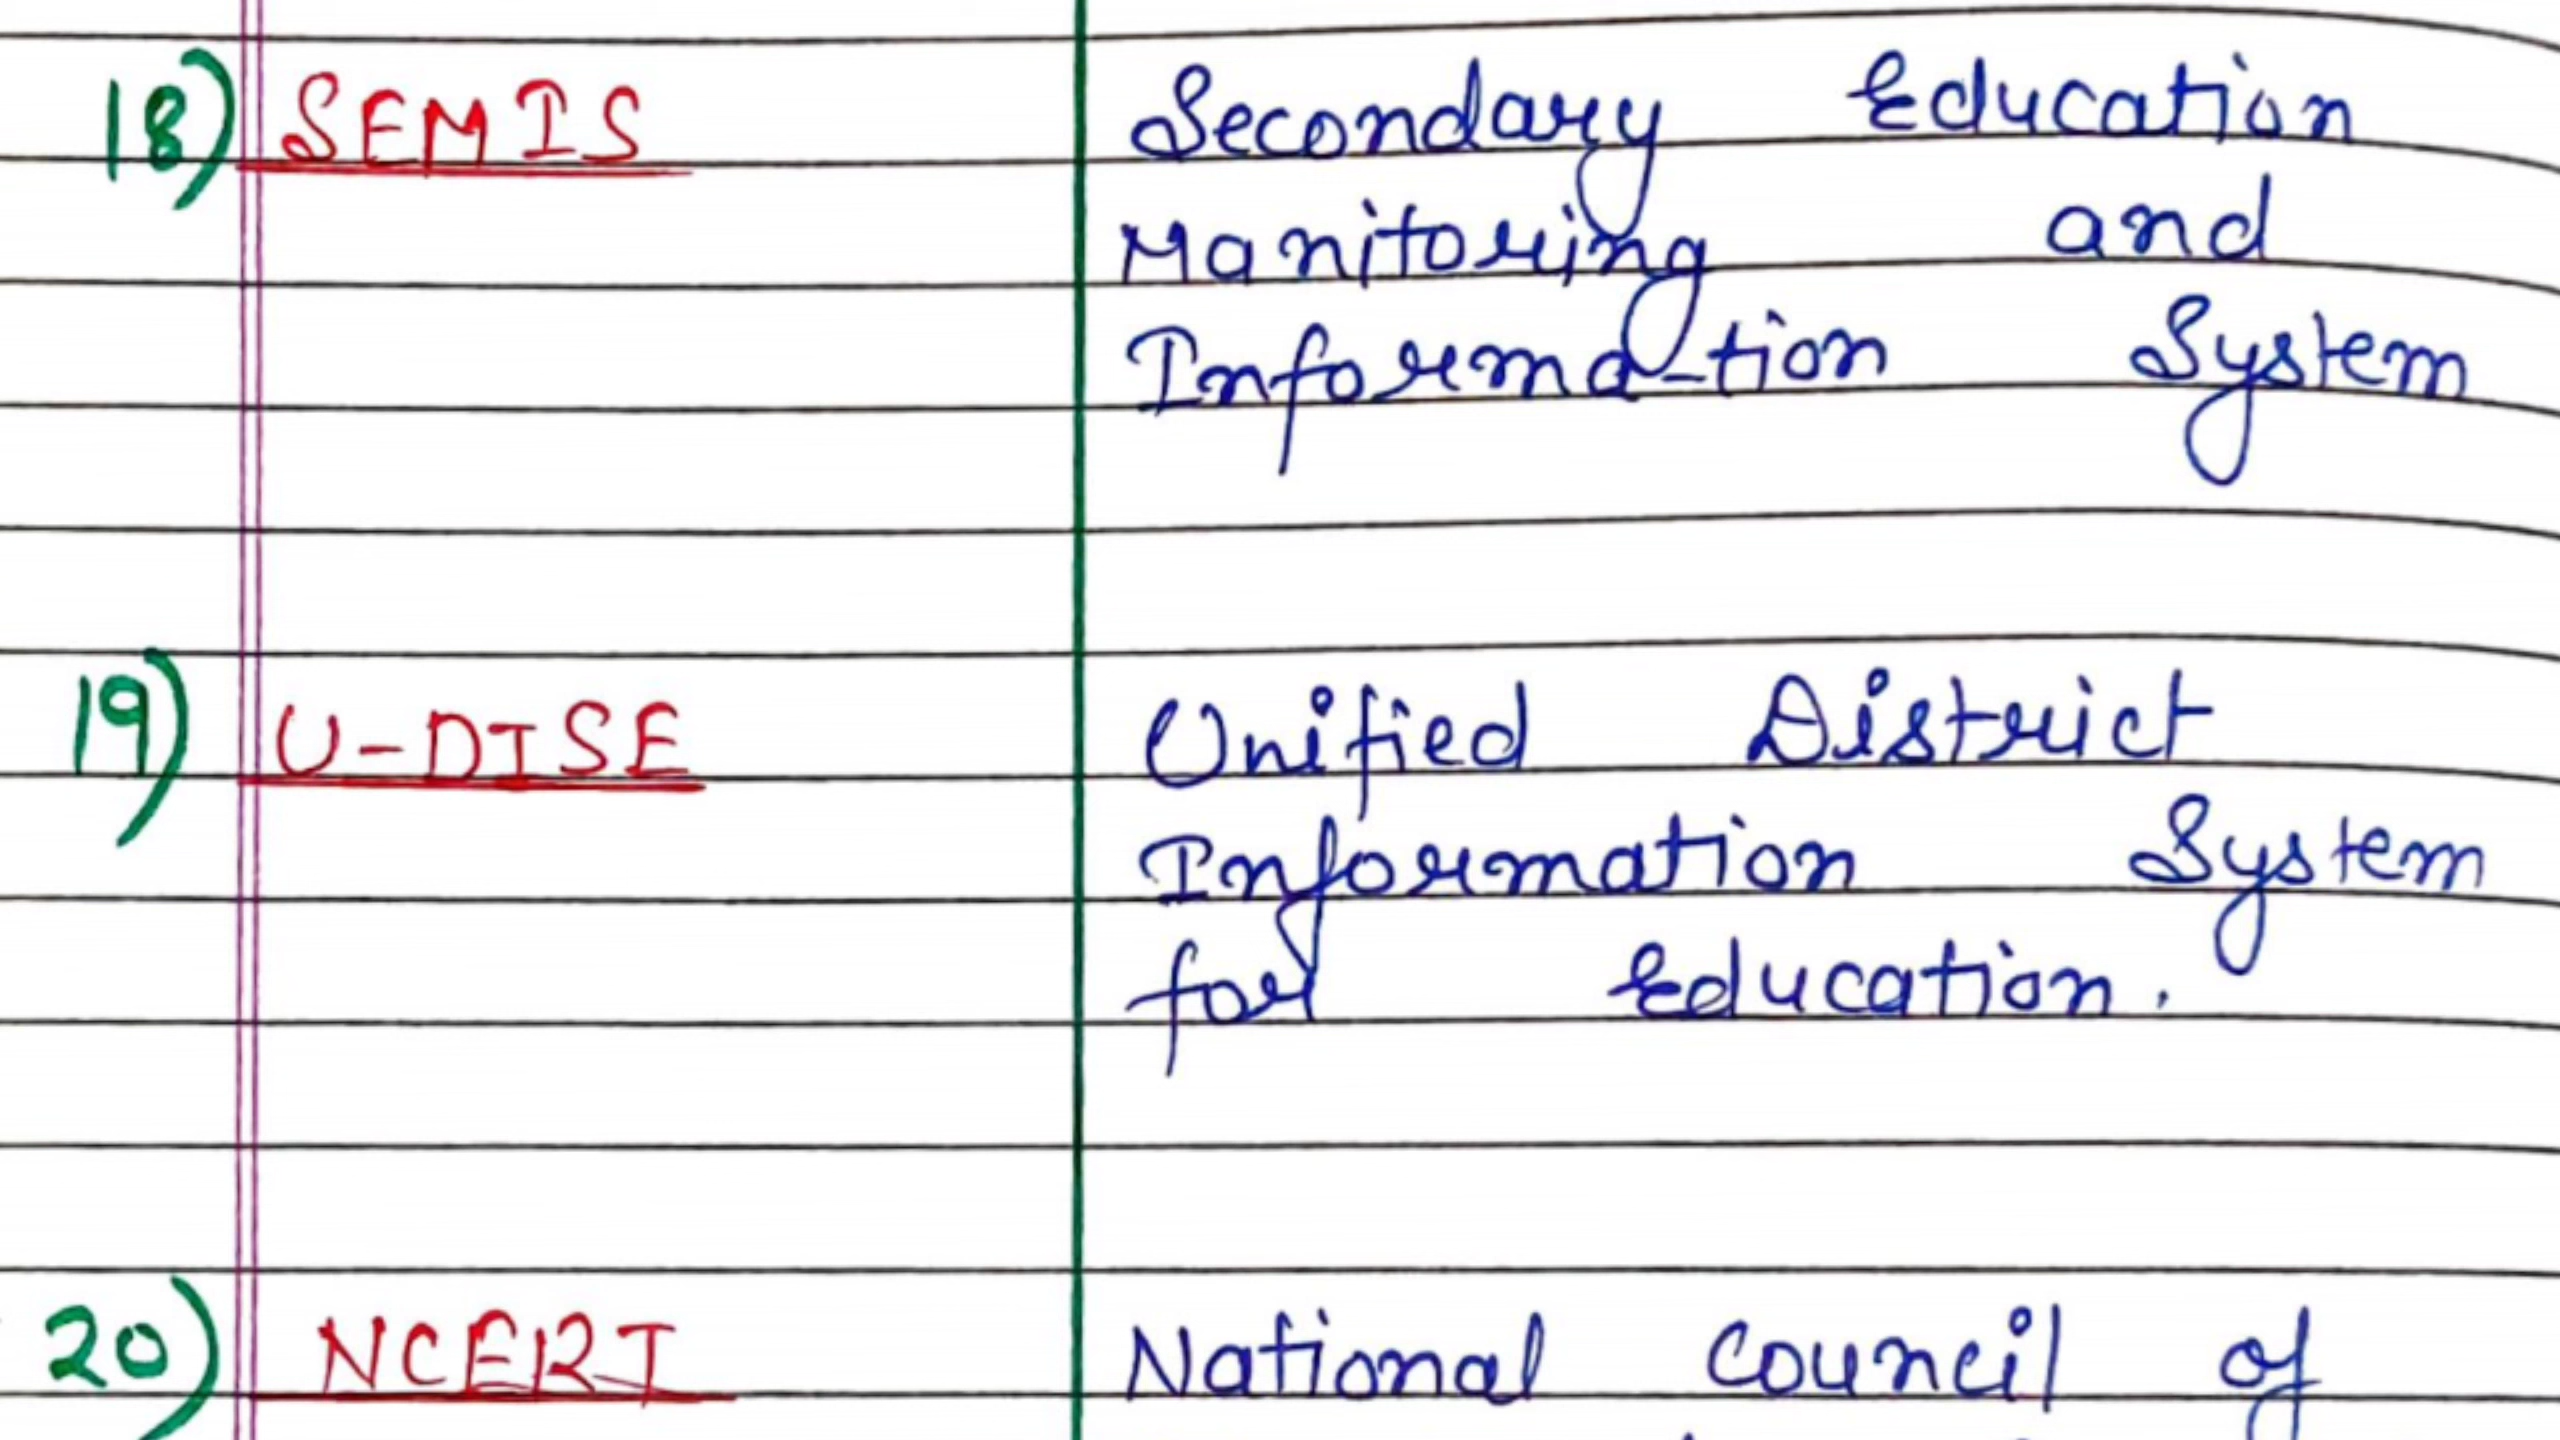 18) SEMIS Secondary Education
Manitoring and
Information System
19) U-DISE Unified District
Information System
for Education.
20) NCERT National Council of